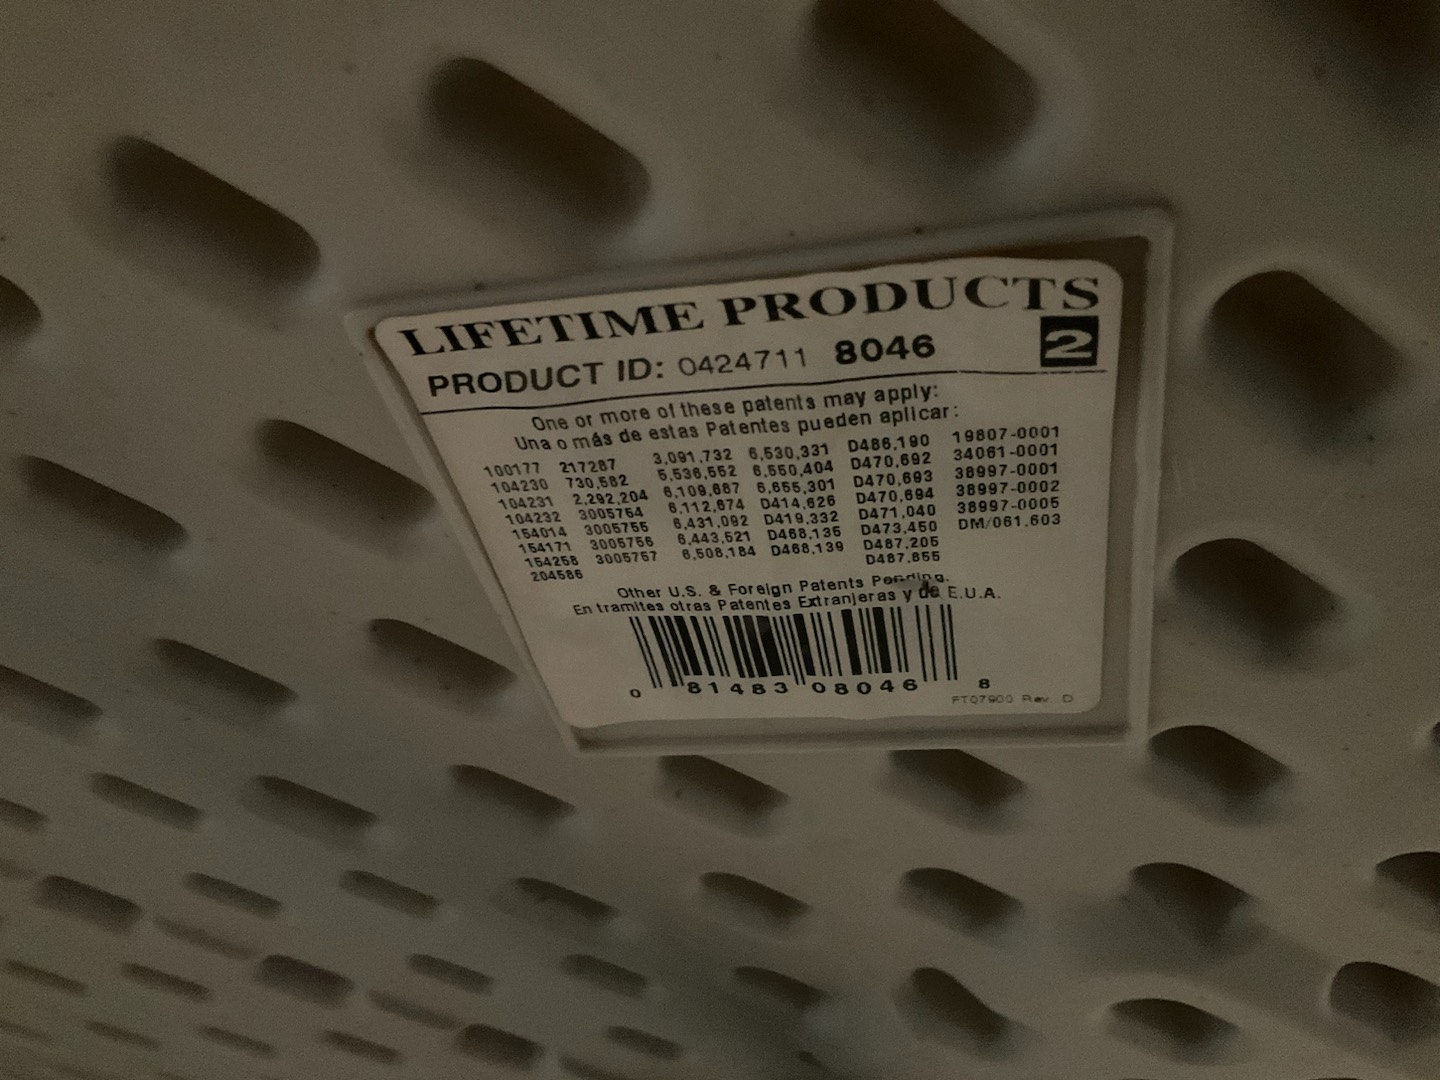 LIFETIME PRODUCTS
PRODUCT ID: 0424711 8046 2
One or more of these patents may apply:
Una o más de estas Patentes pueden aplicar:
100177 217287 3,091,732 6,530,331 D486,190 19807-0001
104230 730,582 5,536,552 6,550,404 D470,692 34061-0001
104231 2,292,204 6,109,687 6,655,301 D470,693 38997-0001
104232 3005754 6,112,674 D414,626 D470,694 38997-0002
154014 3005755 6,431,092 D419,332 D471,040 38997-0005
154171 3005756 6,443,521 D468,135 D473,450 DM/061,603
154258 3005757 6,508,184 D468,139 D487,205
204586 D487,855
Other U.S. & Foreign Patents Pending.
En tramites otras Patentes Extranjeras y de E.U.A.
0 81483 08046 8
PT07900 Rev. D